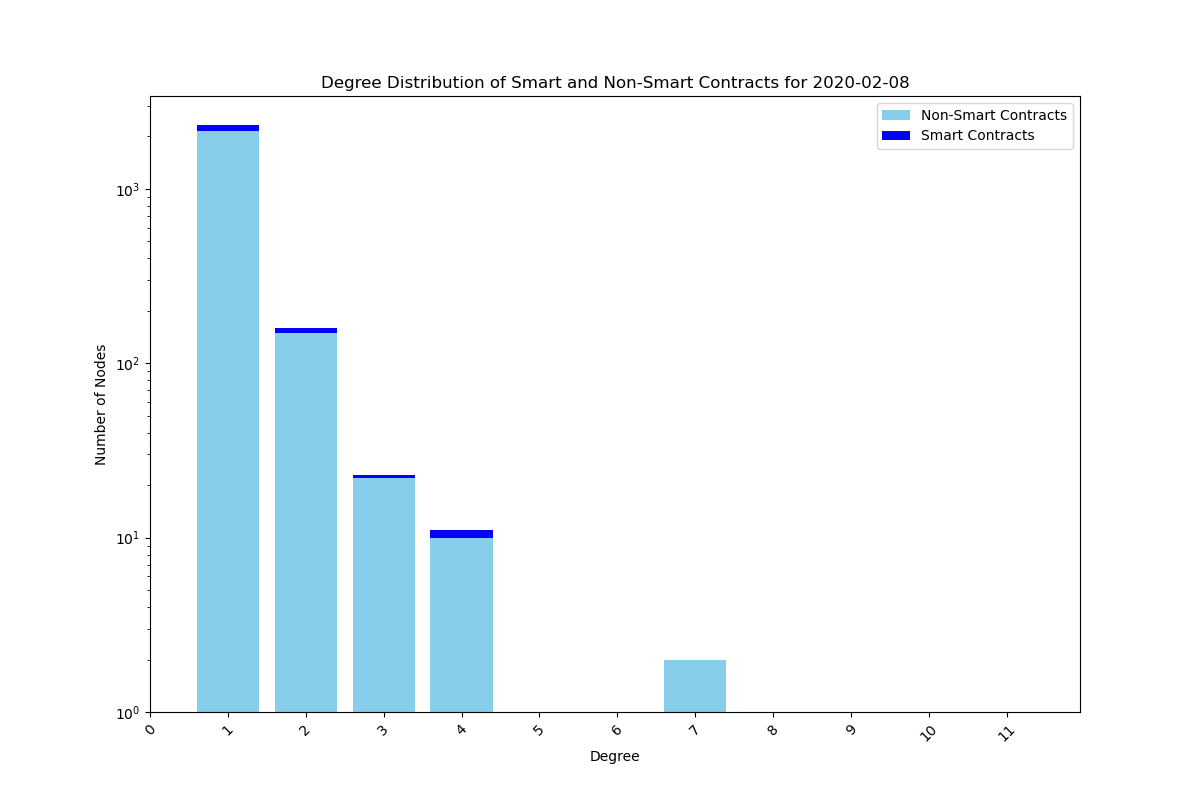 Degree Distribution of Smart and Non-Smart Contracts for 2020-02-08
Non-Smart Contracts
Smart Contracts
Number of Nodes
10³
10²
10¹
10⁰
0 1 2 3 4 5 6 7 8 9 10 11
Degree